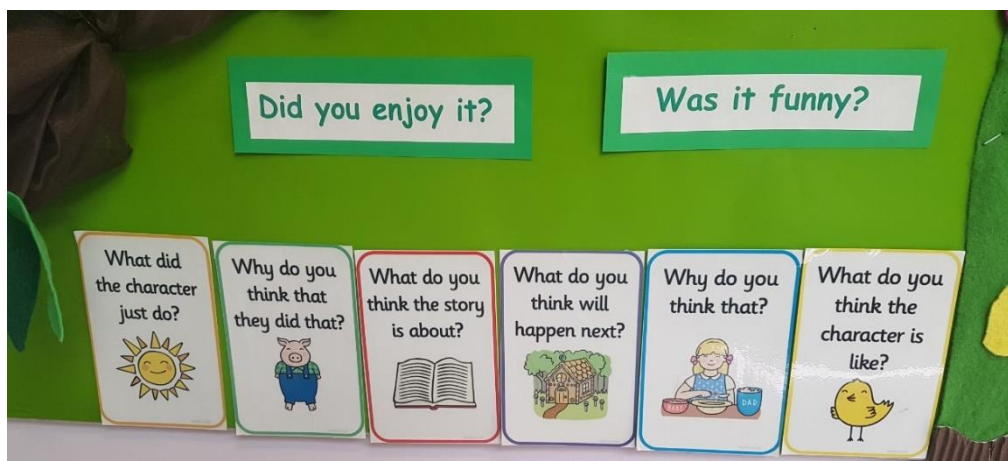 Did you enjoy it?
Was it funny?
What did
the character
just do?
Why do you
think that
they did that?
What do you
think the story
is about?
What do you
think will
happen next?
Why do you
think that?
BABY
DAD
What do you
think the
character is
like?